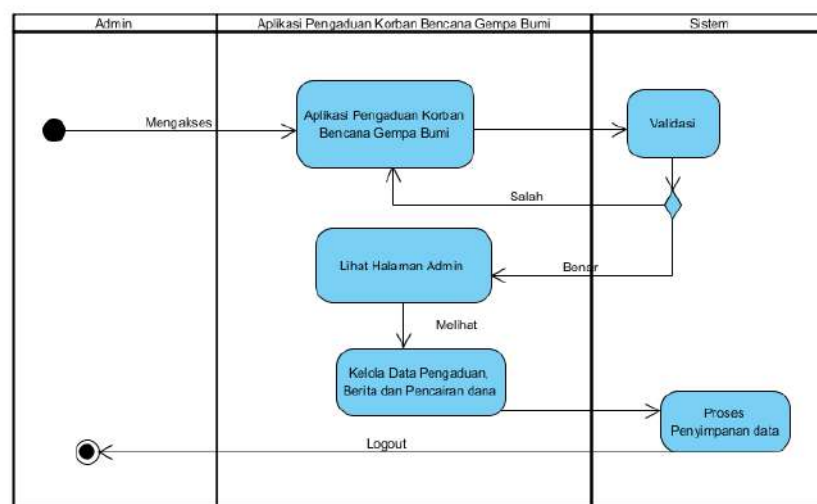 Admin
Aplikasi Pengaduan Korban Bencana Gempa Bumi
Sistem
Mengakses
Aplikasi Pengaduan Korban
Bencana Gempa Bumi
Validasi
Salah
Lihat Halaman Admin
Benar
Melihat
Kelola Data Pengaduan,
Berita dan Pencairan dana
Proses
Penyimpanan data
Logout